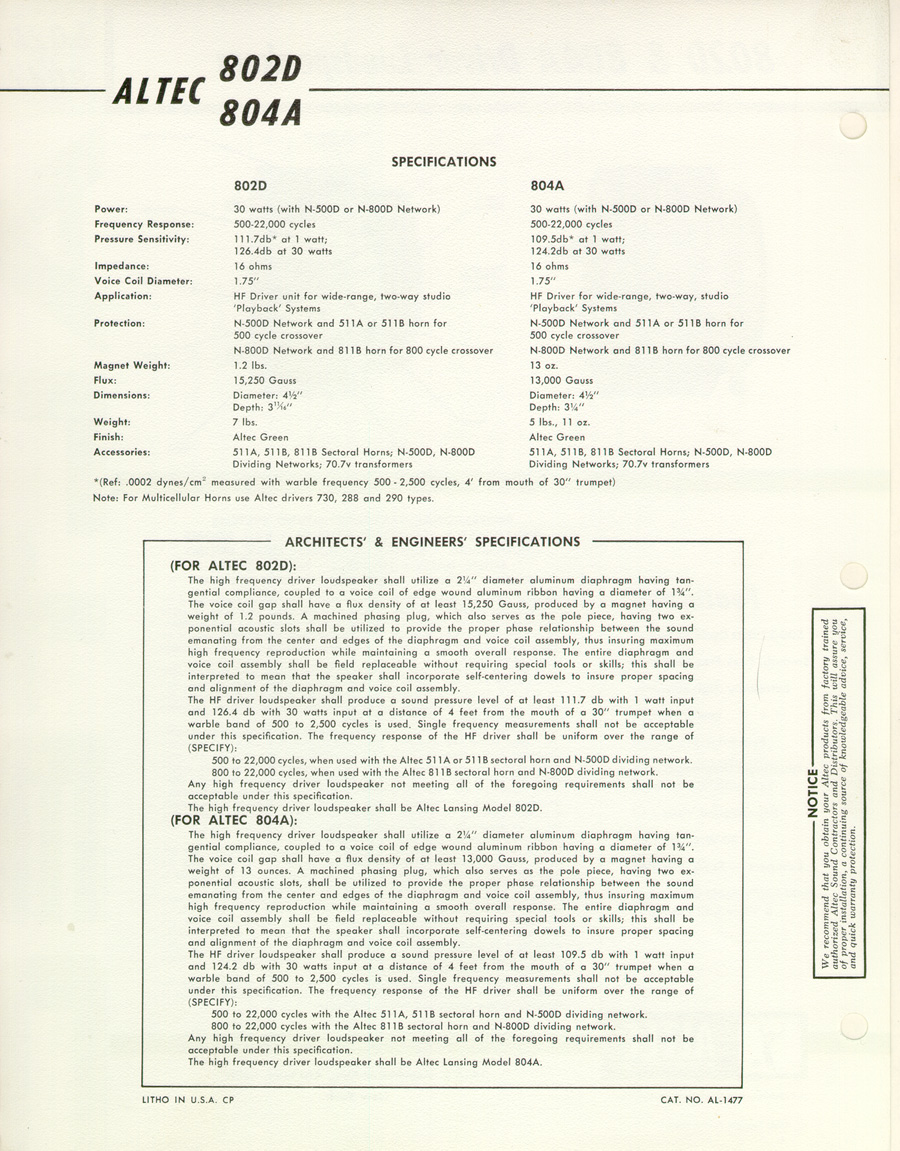 ALTEC 802D
804A
SPECIFICATIONS
802D 804A
Power: 30 watts (with N-500D or N-800D Network) 30 watts (with N-500D or N-800D Network)
Frequency Response: 500-22,000 cycles 500-22,000 cycles
Pressure Sensitivity: 111.7db* at 1 watt; 109.5db* at 1 watt;
126.4db at 30 watts 124.2db at 30 watts
Impedance: 16 ohms 16 ohms
Voice Coil Diameter: 1.75" 1.75"
Application: HF Driver unit for wide-range, two-way studio HF Driver for wide-range, two-way, studio
'Playback' Systems 'Playback' Systems
Protection: N-500D Network and 511A or 511B horn for N-500D Network and 511A or 511B horn for
500 cycle crossover 500 cycle crossover
N-800D Network and 811B horn for 800 cycle crossover N-800D Network and 811B horn for 800 cycle crossover
Magnet Weight: 1.2 lbs. 13 oz.
Flux: 15,250 Gauss 13,000 Gauss
Dimensions: Diameter: 4½" Diameter: 4½"
Depth: 3¹¹⁄₁₆" Depth: 3¼"
Weight: 7 lbs. 5 lbs., 11 oz.
Finish: Altec Green Altec Green
Accessories: 511A, 511B, 811B Sectoral Horns; N-500D, N-800D 511A, 511B, 811B Sectoral Horns; N-500D, N-800D
Dividing Networks; 70.7v transformers Dividing Networks; 70.7v transformers
*(Ref: .0002 dynes/cm² measured with warble frequency 500 - 2,500 cycles, 4' from mouth of 30" trumpet)
Note: For Multicellular Horns use Altec drivers 730, 288 and 290 types.
ARCHITECTS' & ENGINEERS' SPECIFICATIONS
(FOR ALTEC 802D):
The high frequency driver loudspeaker shall utilize a 2¼" diameter aluminum diaphragm having tan-
gential compliance, coupled to a voice coil of edge wound aluminum ribbon having a diameter of 1¾".
The voice coil gap shall have a flux density of at least 15,250 Gauss, produced by a magnet having a
weight of 1.2 pounds. A machined phasing plug, which also serves as the pole piece, having two ex-
ponential acoustic slots shall be utilized to provide the proper phase relationship between the sound
emanating from the center and edges of the diaphragm and voice coil assembly, thus insuring maximum
high frequency reproduction while maintaining a smooth overall response. The entire diaphragm and
voice coil assembly shall be field replaceable without requiring special tools or skills; this shall be
interpreted to mean that the speaker shall incorporate self-centering dowels to insure proper spacing
and alignment of the diaphragm and voice coil assembly.
The HF driver loudspeaker shall produce a sound pressure level of at least 111.7 db with 1 watt input
and 126.4 db with 30 watts input at a distance of 4 feet from the mouth of a 30" trumpet when a
warble band of 500 to 2,500 cycles is used. Single frequency measurements shall not be acceptable
under this specification. The frequency response of the HF driver shall be uniform over the range of
(SPECIFY):
500 to 22,000 cycles, when used with the Altec 511A or 511B sectoral horn and N-500D dividing network.
800 to 22,000 cycles, when used with the Altec 811B sectoral horn and N-800D dividing network.
Any high frequency driver loudspeaker not meeting all of the foregoing requirements shall not be
acceptable under this specification.
The high frequency driver loudspeaker shall be Altec Lansing Model 802D.
(FOR ALTEC 804A):
The high frequency driver loudspeaker shall utilize a 2¼" diameter aluminum diaphragm having tan-
gential compliance, coupled to a voice coil of edge wound aluminum ribbon having a diameter of 1¾".
The voice coil gap shall have a flux density of at least 13,000 Gauss, produced by a magnet having a
weight of 13 ounces. A machined phasing plug, which also serves as the pole piece, having two ex-
ponential acoustic slots, shall be utilized to provide the proper phase relationship between the sound
emanating from the center and edges of the diaphragm and voice coil assembly, thus insuring maximum
high frequency reproduction while maintaining a smooth overall response. The entire diaphragm and
voice coil assembly shall be field replaceable without requiring special tools or skills; this shall be
interpreted to mean that the speaker shall incorporate self-centering dowels to insure proper spacing
and alignment of the diaphragm and voice coil assembly.
The HF driver loudspeaker shall produce a sound pressure level of at least 109.5 db with 1 watt input
and 124.2 db with 30 watts input at a distance of 4 feet from the mouth of a 30" trumpet when a
warble band of 500 to 2,500 cycles is used. Single frequency measurements shall not be acceptable
under this specification. The frequency response of the HF driver shall be uniform over the range of
(SPECIFY):
500 to 22,000 cycles with the Altec 511A, 511B sectoral horn and N-500D dividing network.
800 to 22,000 cycles with the Altec 811B sectoral horn and N-800D dividing network.
Any high frequency driver loudspeaker not meeting all of the foregoing requirements shall not be
acceptable under this specification.
The high frequency driver loudspeaker shall be Altec Lansing Model 804A.
LITHO IN U.S.A. CP CAT. NO. AL-1477
NOTICE
We recommend that you obtain your Altec products from factory trained
authorized Altec Sound Contractors and Distributors. This will assure you
of proper installation, a continuing source of knowledgeable advice, service,
and quick warranty protection.